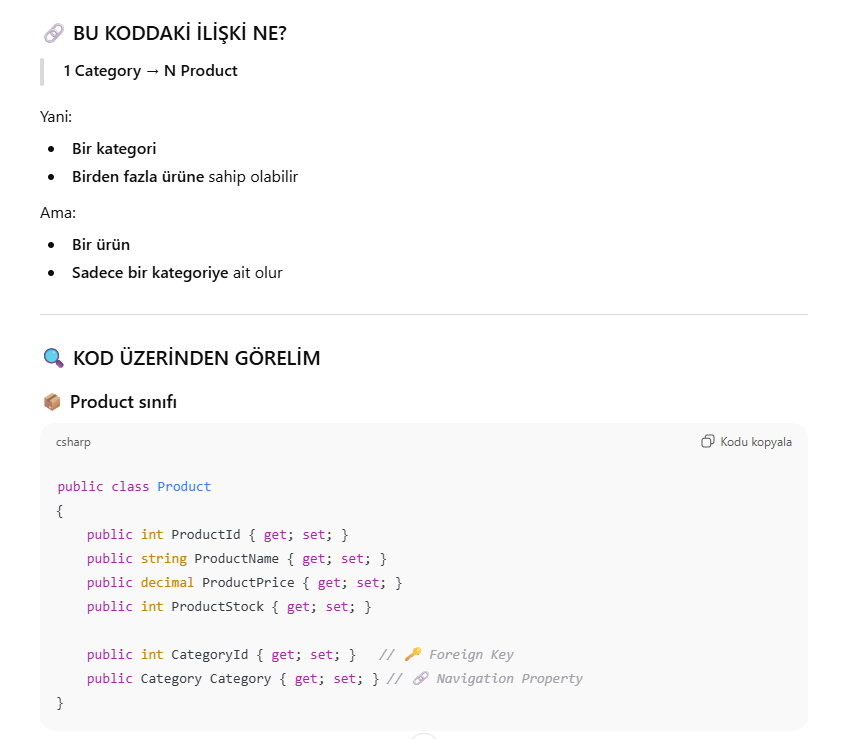 🔗 BU KODDAKİ İLİŞKİ NE?
1 Category → N Product
Yani:
• Bir kategori
• Birden fazla ürüne sahip olabilir
Ama:
• Bir ürün
• Sadece bir kategoriye ait olur
🔍 KOD ÜZERİNDEN GÖRELİM
📦 Product sınıfı
csharp Kodu kopyala
public class Product
{
    public int ProductId { get; set; }
    public string ProductName { get; set; }
    public decimal ProductPrice { get; set; }
    public int ProductStock { get; set; }
    public int CategoryId { get; set; }   // 🔑 Foreign Key
    public Category Category { get; set; } // 🔗 Navigation Property
}